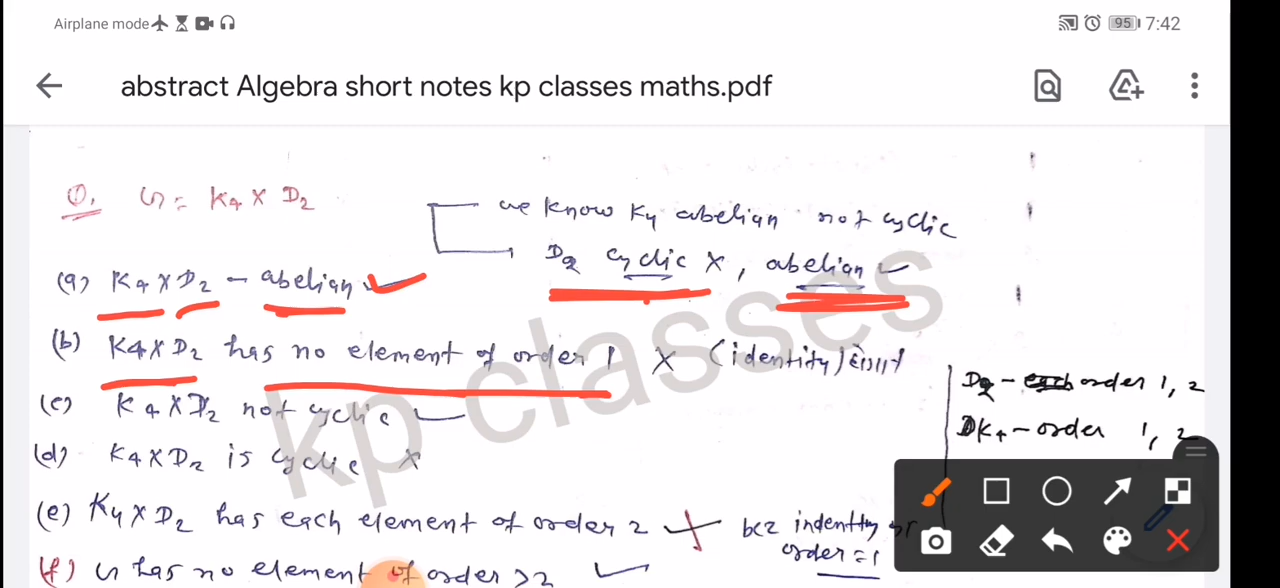 Airplane mode 95 7:42
abstract Algebra short notes kp classes maths.pdf
Q. G = K4 X D2
we know K4 abelian not cyclic
D2 cyclic X, abelian ✓
(a) K4 X D2 - abelian ✓
(b) K4 X D2 has no element of order 1 X (identity) Exist
D2 - order 1, 2
(c) K4 X D2 not cyclic ✓
K4 - order 1, 2
(d) K4 X D2 is cyclic X
(e) K4 X D2 has each element of order 2 X bcz indentity
order = 1
(f) G has no element of order > 2 ✓
kp classes